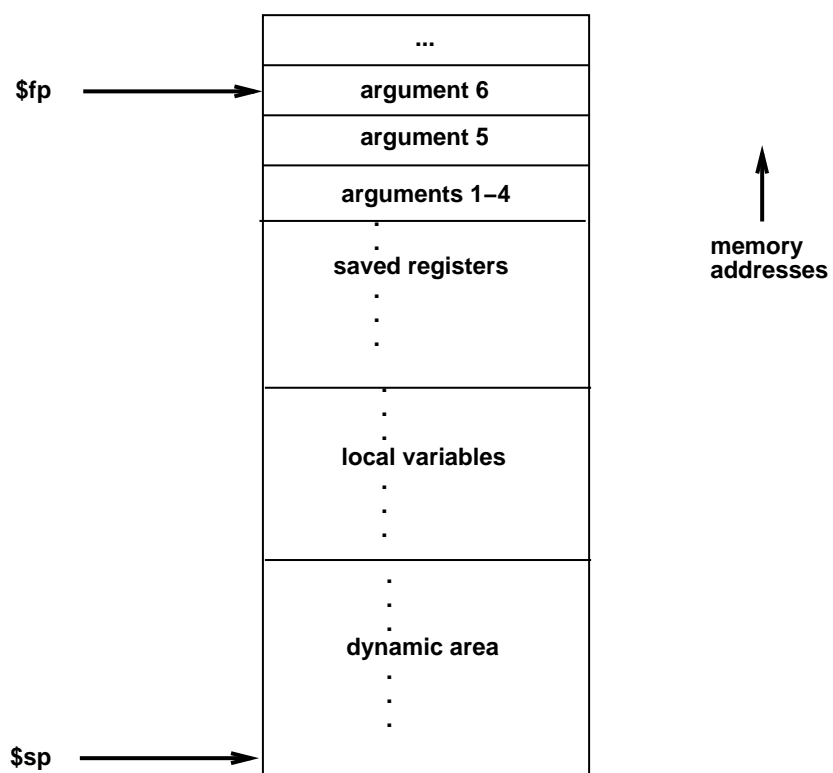 ...
$fp
argument 6
argument 5
arguments 1−4
saved registers
memory
addresses
local variables
dynamic area
$sp